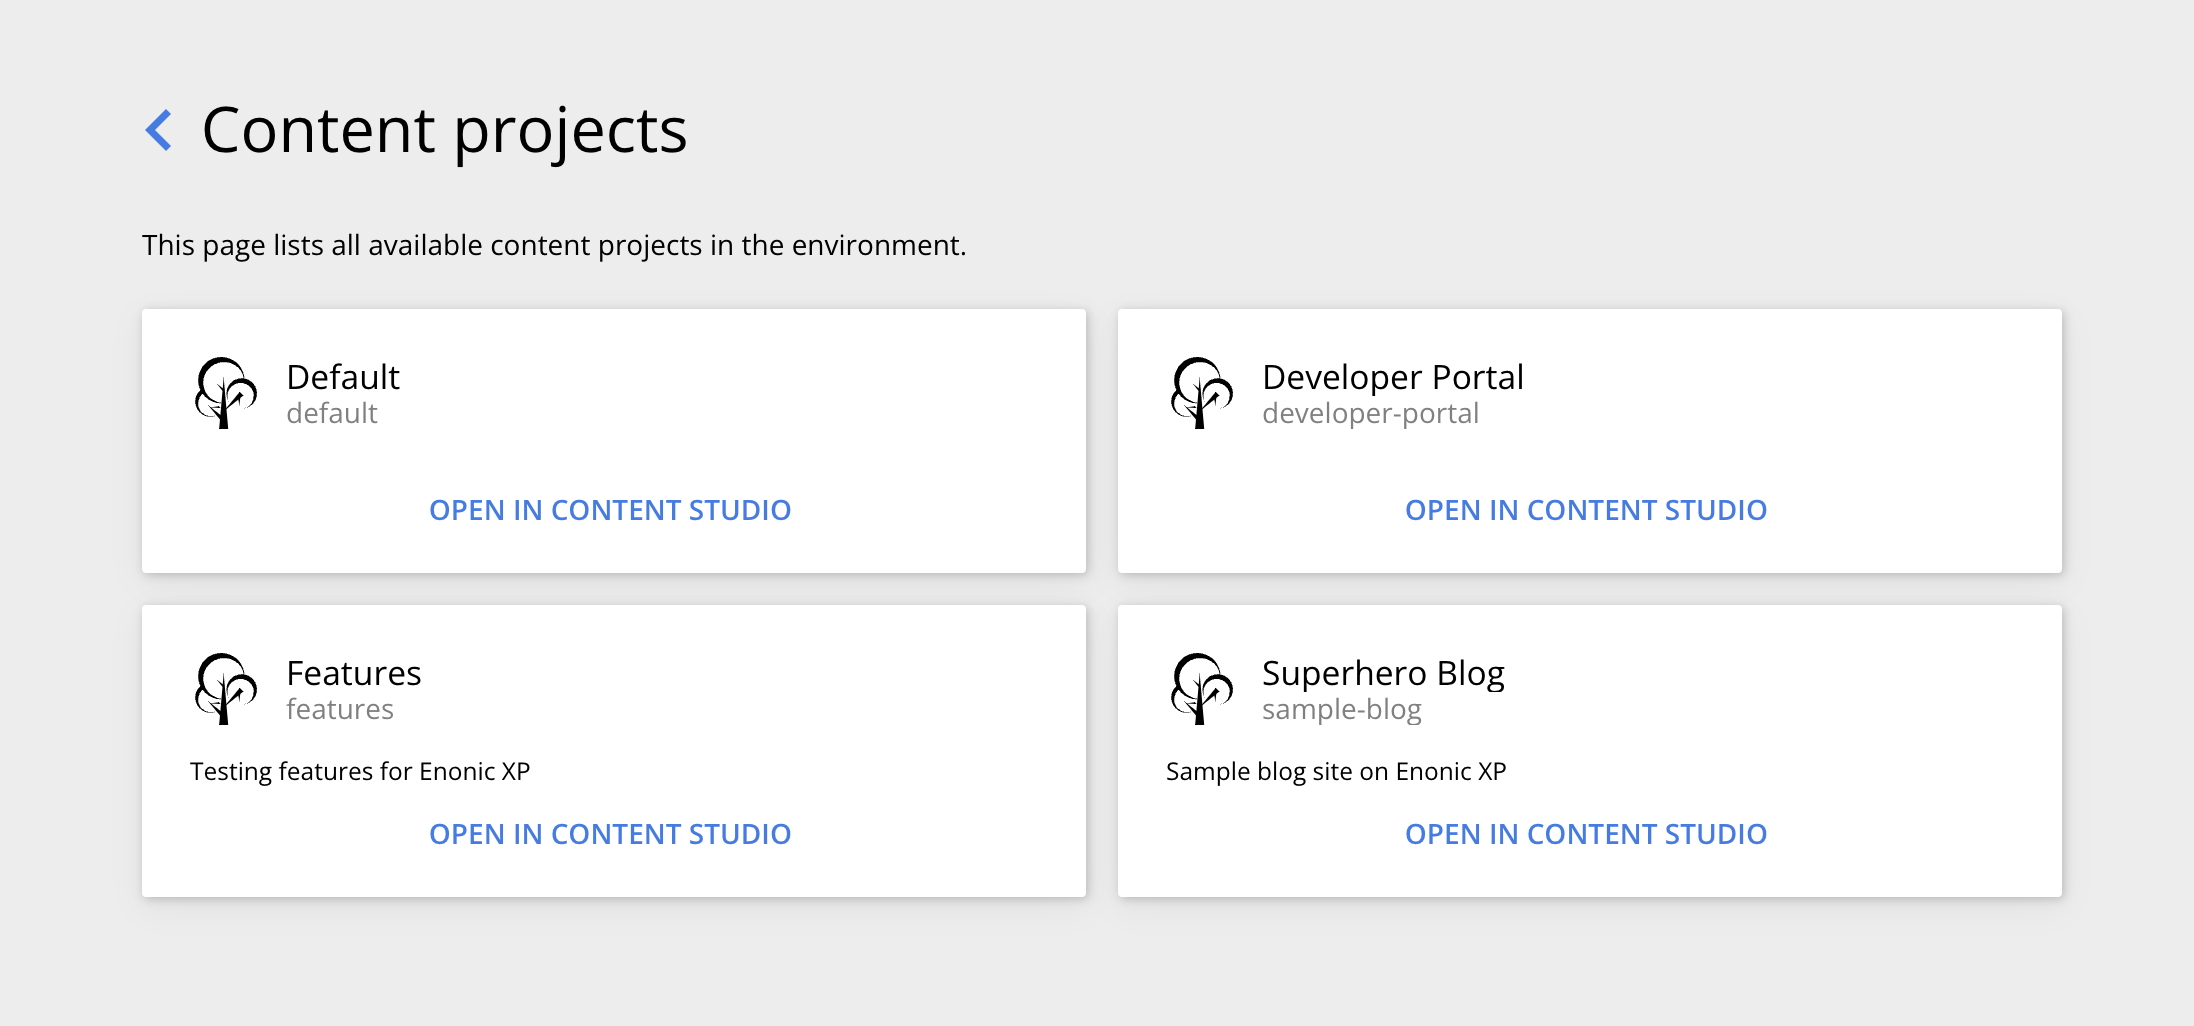 Content projects
This page lists all available content projects in the environment.
Default
default
OPEN IN CONTENT STUDIO
Developer Portal
developer-portal
OPEN IN CONTENT STUDIO
Features
features
Testing features for Enonic XP
OPEN IN CONTENT STUDIO
Superhero Blog
sample-blog
Sample blog site on Enonic XP
OPEN IN CONTENT STUDIO